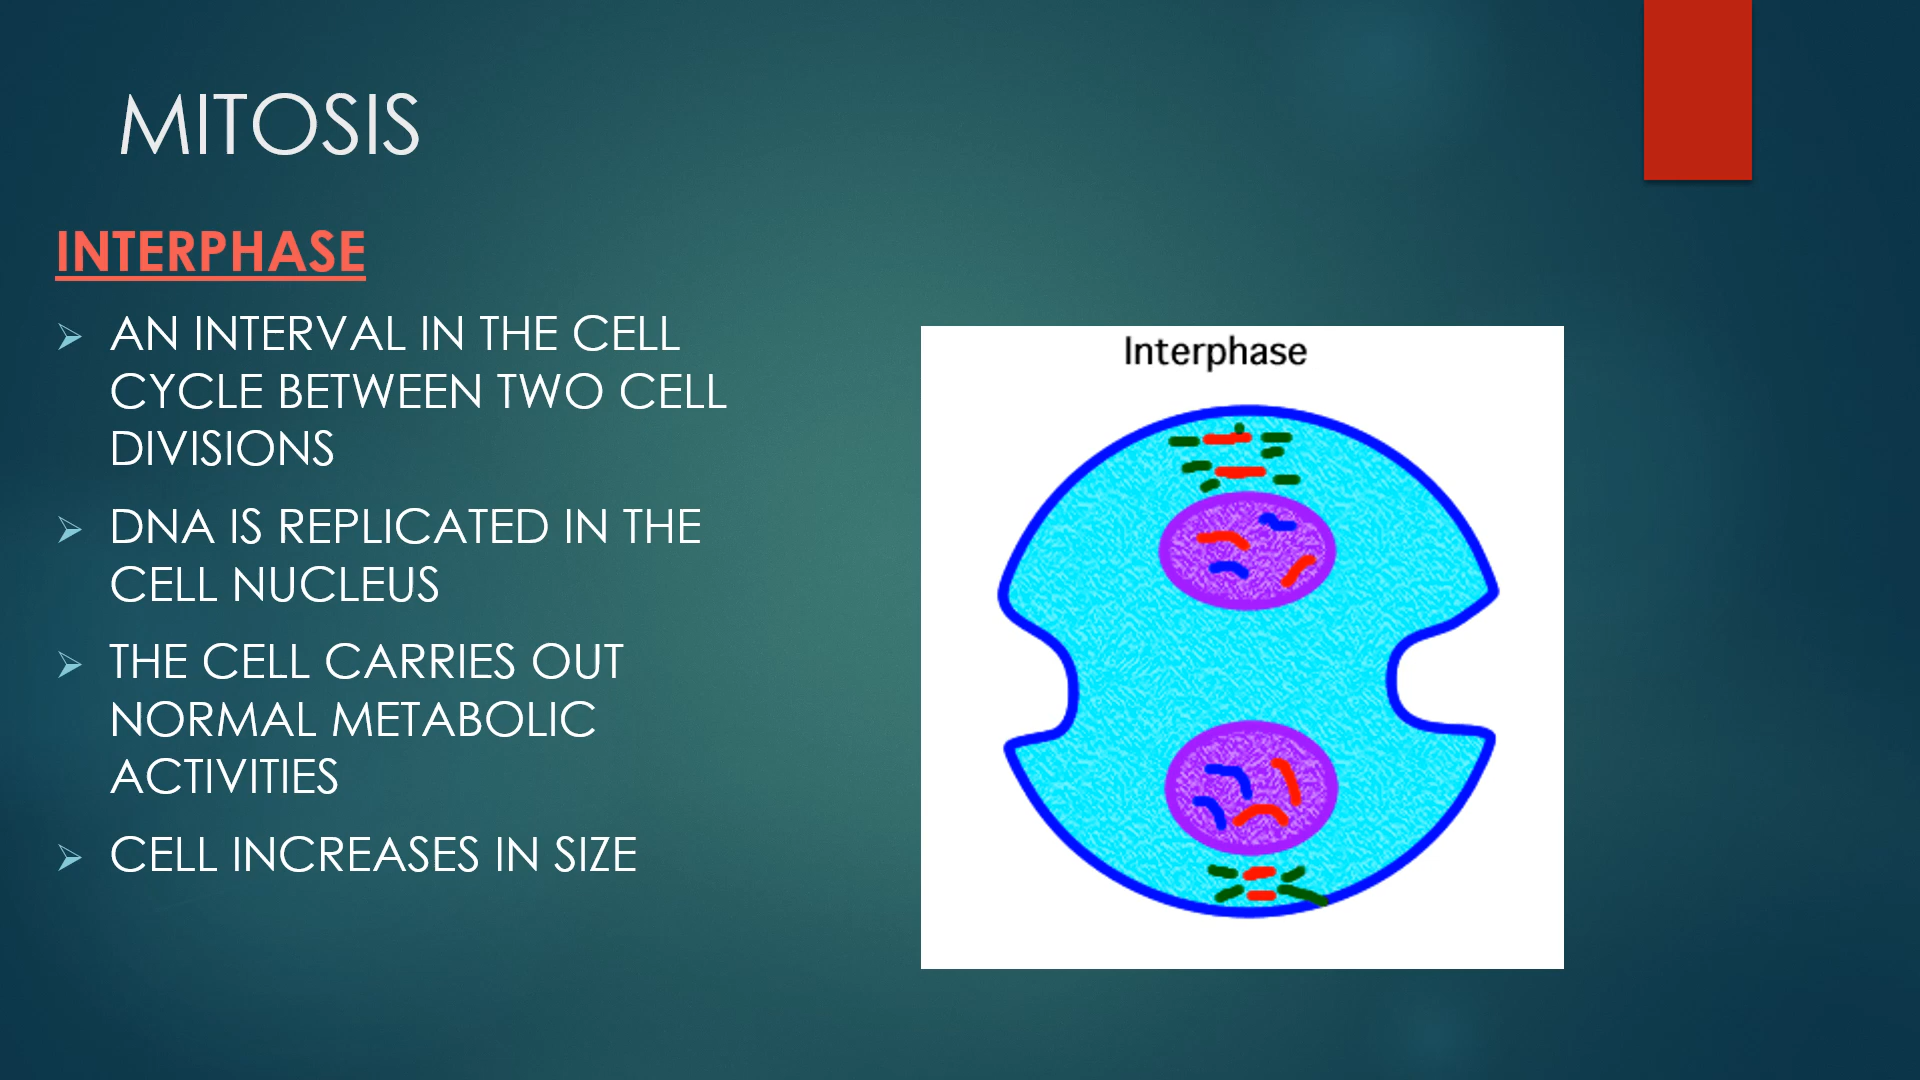 MITOSIS
INTERPHASE
AN INTERVAL IN THE CELL
CYCLE BETWEEN TWO CELL
DIVISIONS
DNA IS REPLICATED IN THE
CELL NUCLEUS
THE CELL CARRIES OUT
NORMAL METABOLIC
ACTIVITIES
CELL INCREASES IN SIZE
Interphase